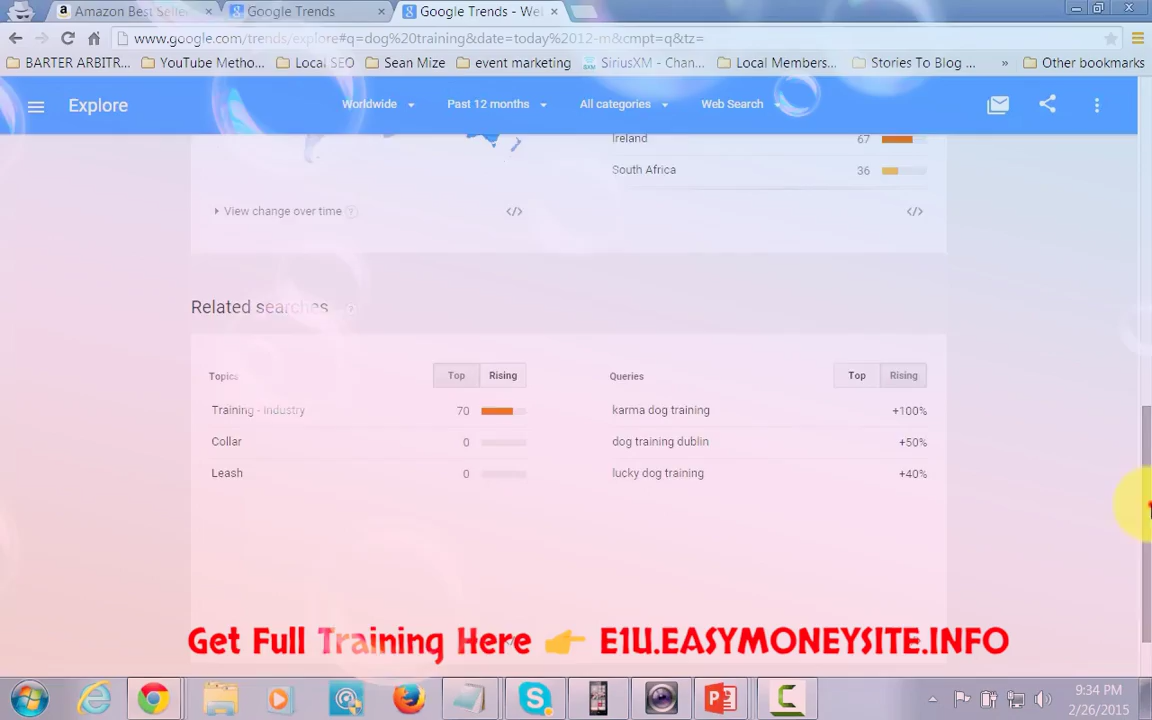 Amazon Best Selle
Google Trends
Google Trends - Wel
www.google.com/trends/explore#q=dog%20training&date=today%2012-m&cmpt=q&tz=
BARTER ARBITR...
YouTube Metho...
Local SEO
Sean Mize
event marketing
SiriusXM - Chan...
Local Members...
Stories To Blog ...
»
Other bookmarks
Explore
Worldwide
Past 12 months
All categories
Web Search
Ireland 67
South Africa 36
View change over time ?
</>
</>
Related searches ?
Topics Top Rising
Training - Industry 70
Collar 0
Leash 0
Queries Top Rising
karma dog training +100%
dog training dublin +50%
lucky dog training +40%
Get Full Training Here 👉 E1U.EASYMONEYSITE.INFO
9:34 PM
2/26/2015